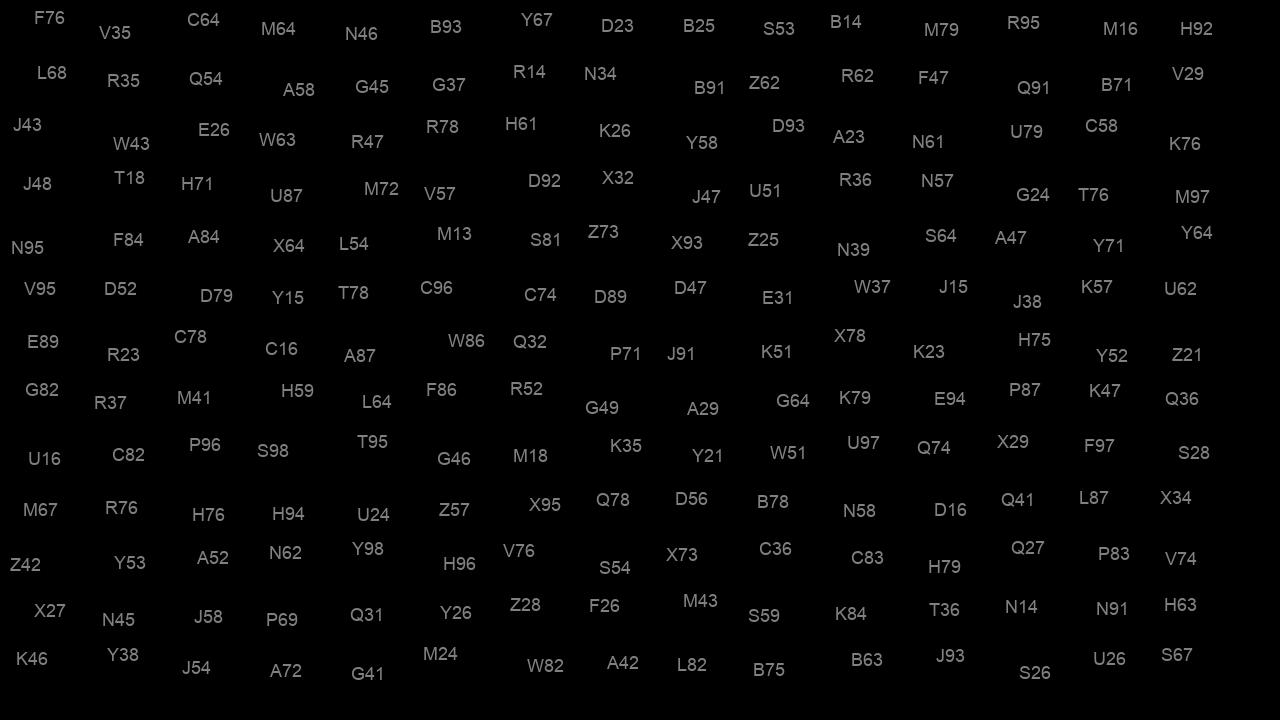 F76 V35 C64 M64 N46 B93 Y67 D23 B25 S53 B14 M79 R95 M16 H92
L68 R35 Q54 A58 G45 G37 R14 N34 B91 Z62 R62 F47 Q91 B71 V29
J43 W43 E26 W63 R47 R78 H61 K26 Y58 D93 A23 N61 U79 C58 K76
J48 T18 H71 U87 M72 V57 D92 X32 J47 U51 R36 N57 G24 T76 M97
N95 F84 A84 X64 L54 M13 S81 Z73 X93 Z25 N39 S64 A47 Y71 Y64
V95 D52 D79 Y15 T78 C96 C74 D89 D47 E31 W37 J15 J38 K57 U62
E89 R23 C78 C16 A87 W86 Q32 P71 J91 K51 X78 K23 H75 Y52 Z21
G82 R37 M41 H59 L64 F86 R52 G49 A29 G64 K79 E94 P87 K47 Q36
U16 C82 P96 S98 T95 G46 M18 K35 Y21 W51 U97 Q74 X29 F97 S28
M67 R76 H76 H94 U24 Z57 X95 Q78 D56 B78 N58 D16 Q41 L87 X34
Z42 Y53 A52 N62 Y98 H96 V76 S54 X73 C36 C83 H79 Q27 P83 V74
X27 N45 J58 P69 Q31 Y26 Z28 F26 M43 S59 K84 T36 N14 N91 H63
K46 Y38 J54 A72 G41 M24 W82 A42 L82 B75 B63 J93 S26 U26 S67